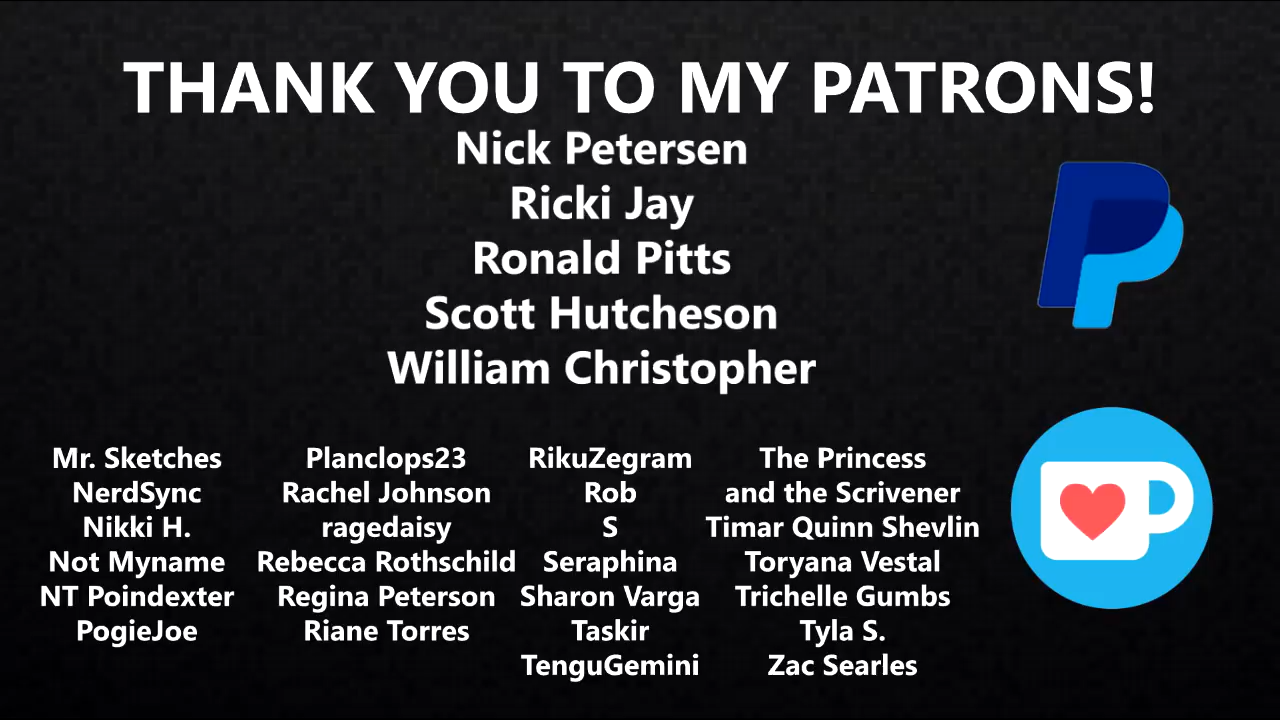 THANK YOU TO MY PATRONS!
Nick Petersen
Ricki Jay
Ronald Pitts
Scott Hutcheson
William Christopher
Mr. Sketches
NerdSync
Nikki H.
Not Myname
NT Poindexter
PogieJoe
Planclops23
Rachel Johnson
ragedaisy
Rebecca Rothschild
Regina Peterson
Riane Torres
RikuZegram
Rob
S
Seraphina
Sharon Varga
Taskir
TenguGemini
The Princess
and the Scrivener
Timar Quinn Shevlin
Toryana Vestal
Trichelle Gumbs
Tyla S.
Zac Searles